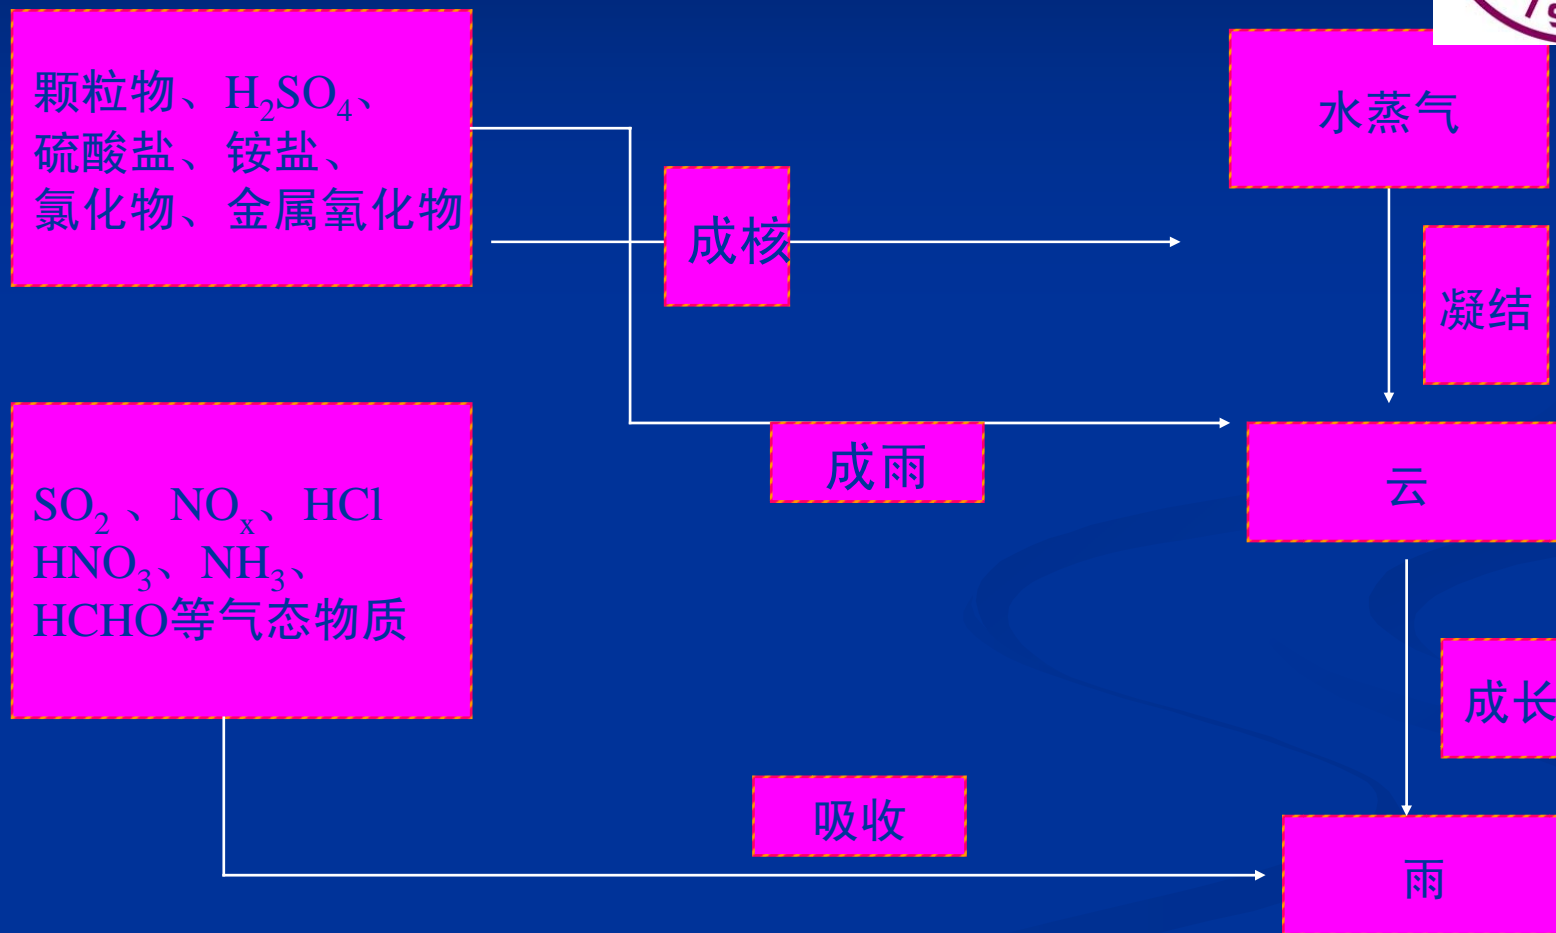 颗粒物、H₂SO₄、
硫酸盐、铵盐、
氯化物、金属氧化物
水蒸气
成核
凝结
成雨
云
SO₂ 、NOₓ、HCl
HNO₃、NH₃、
HCHO等气态物质
成长
吸收
雨